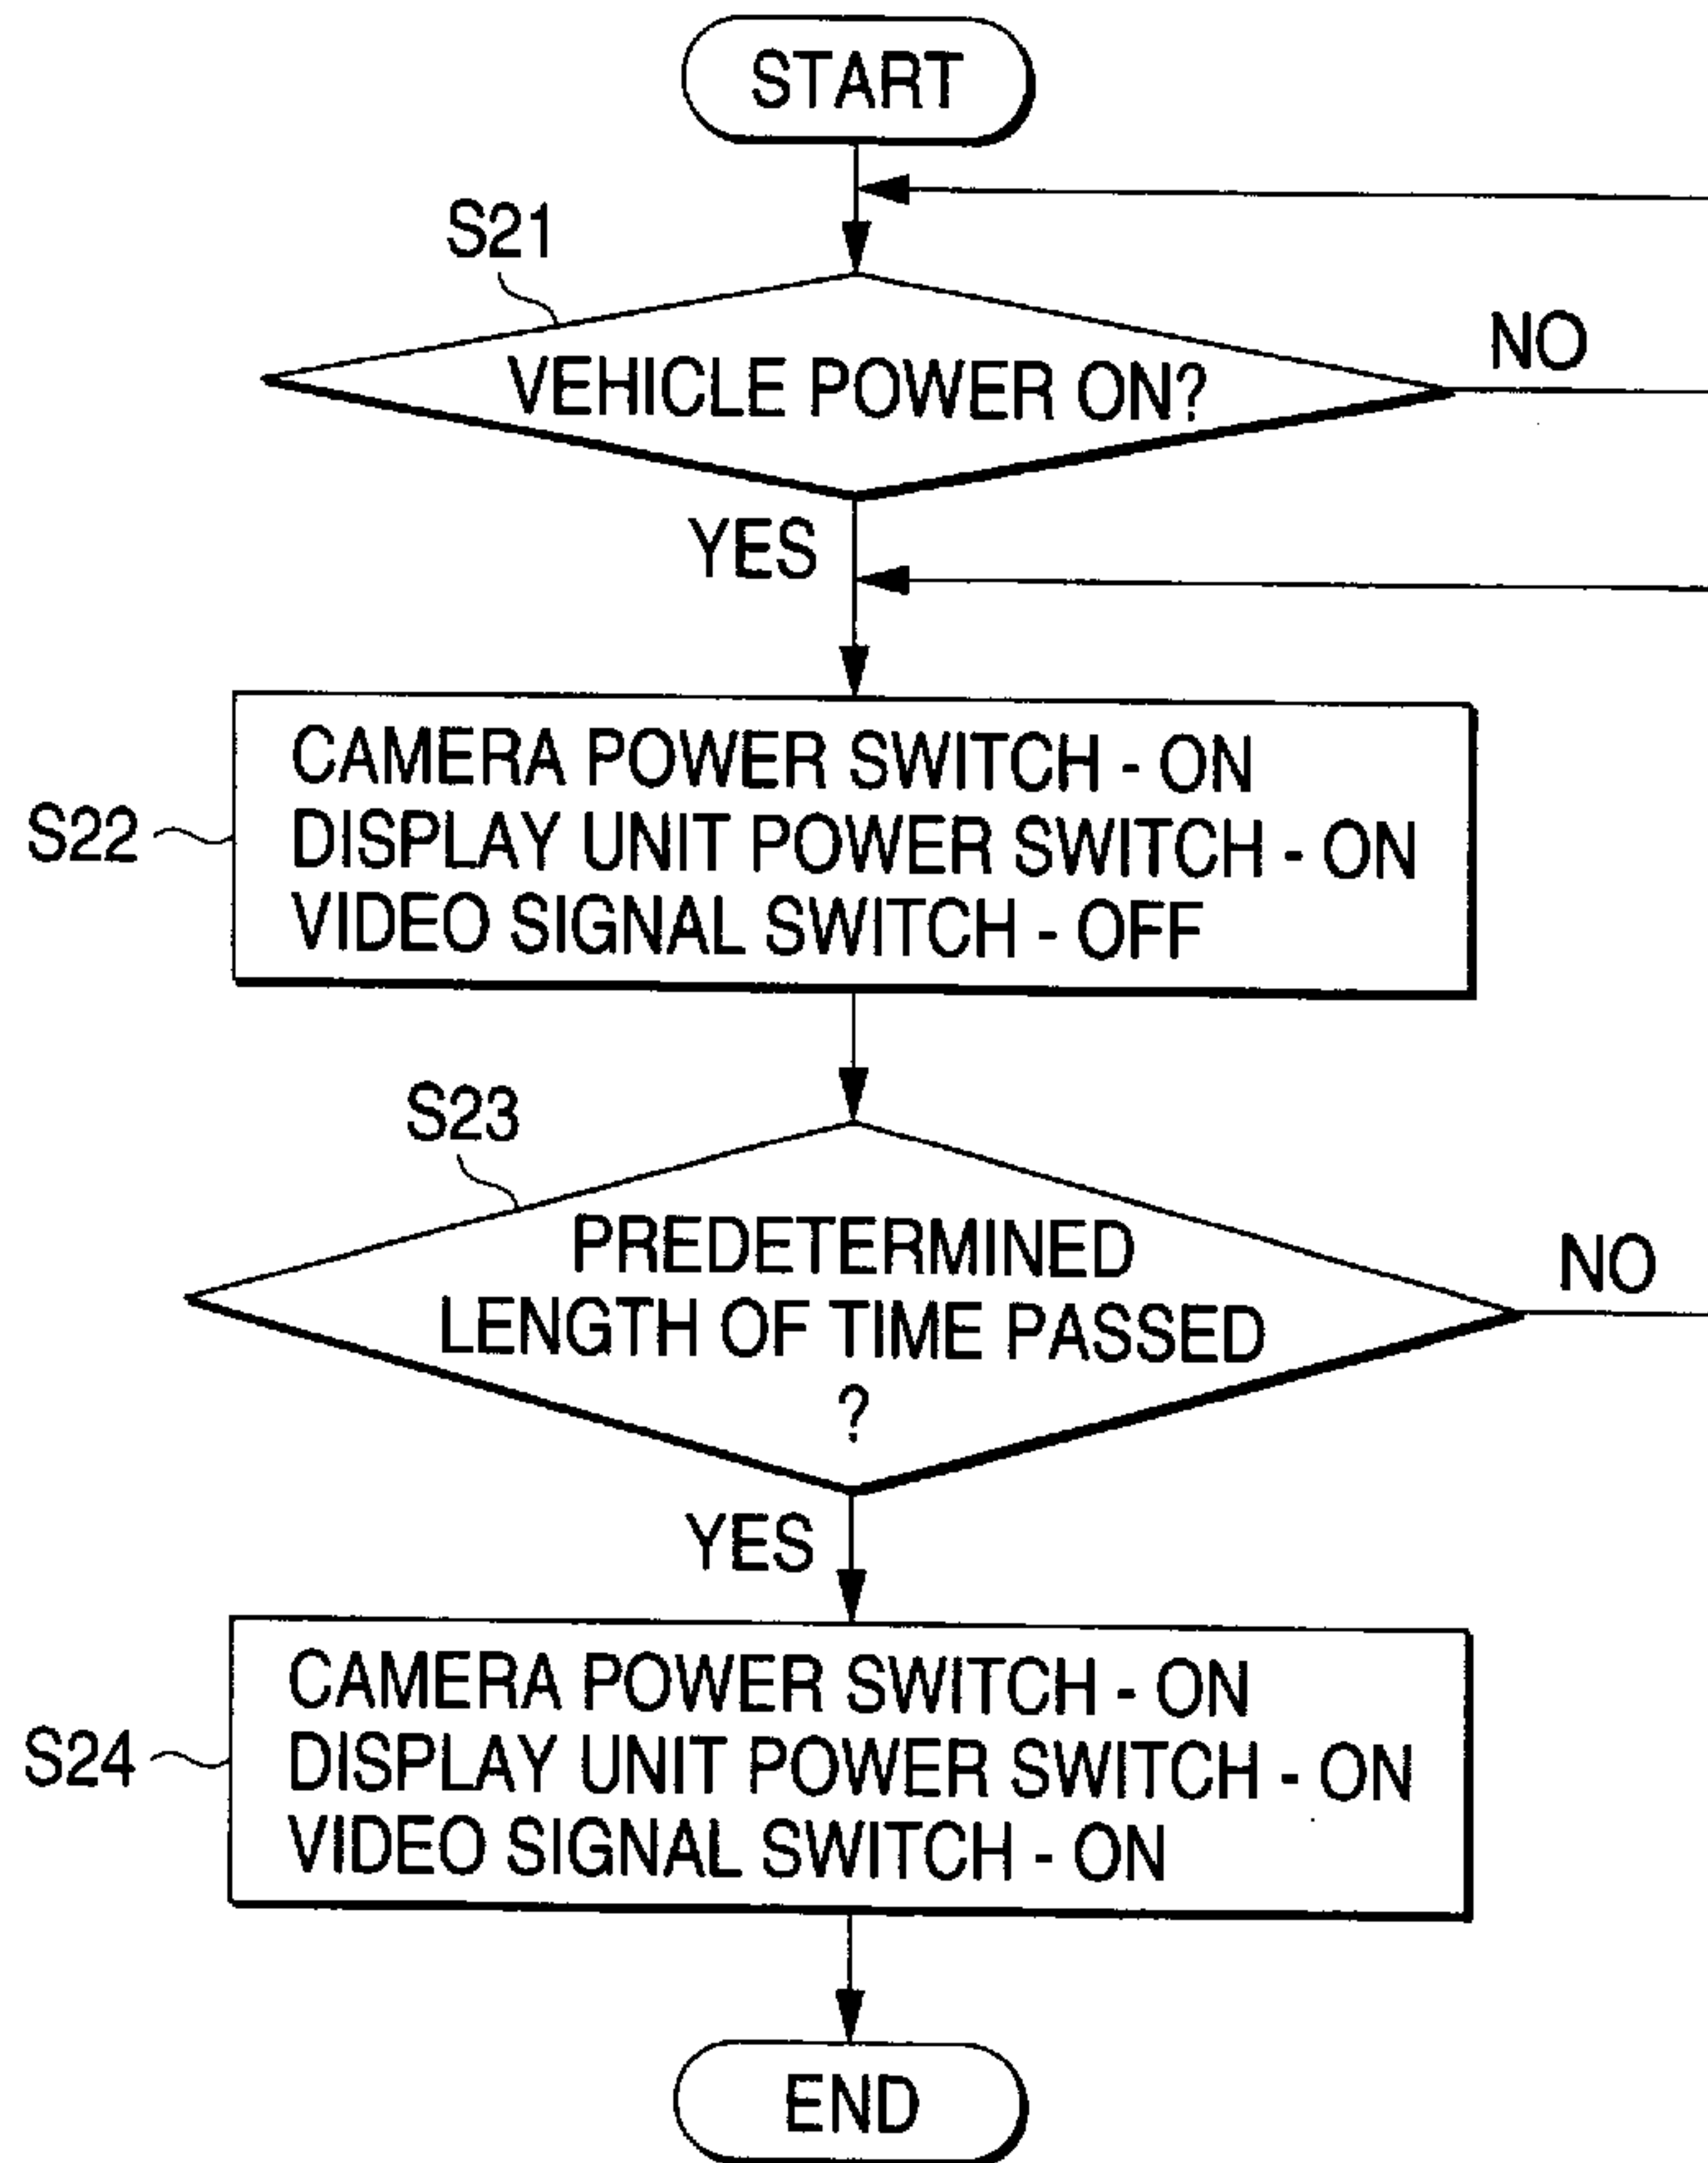 START
S21
VEHICLE POWER ON?
NO
YES
S22
CAMERA POWER SWITCH - ON
DISPLAY UNIT POWER SWITCH - ON
VIDEO SIGNAL SWITCH - OFF
S23
PREDETERMINED
LENGTH OF TIME PASSED
?
NO
YES
S24
CAMERA POWER SWITCH - ON
DISPLAY UNIT POWER SWITCH - ON
VIDEO SIGNAL SWITCH - ON
END